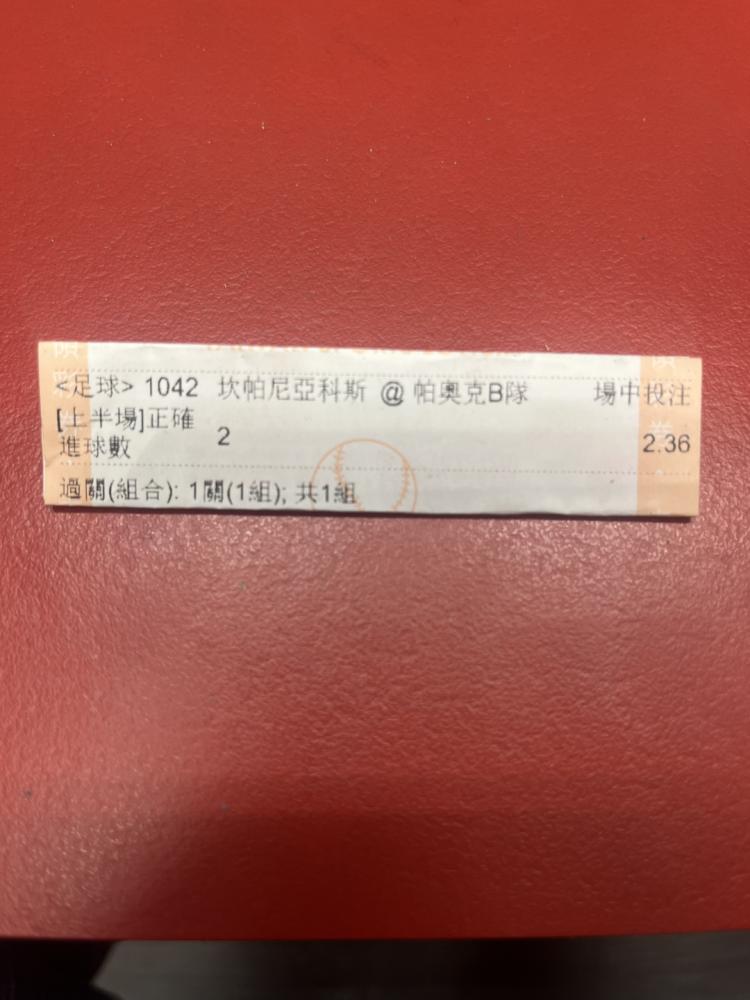 <足球> 1042 坎帕尼亞科斯 @ 帕奧克B隊 場中投注
[上半場]正確
進球數 2 2.36
過關(組合): 1關(1組); 共1組